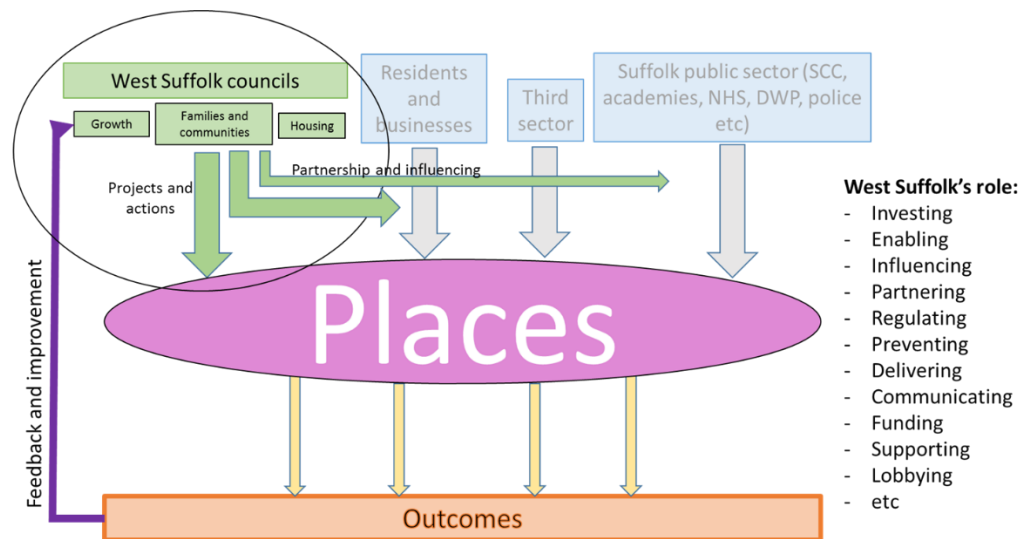 West Suffolk councils
Growth
Families and
communities
Housing
Residents
and
businesses
Third
sector
Suffolk public sector (SCC,
academies, NHS, DWP, police
etc)
Projects and
actions
Partnership and influencing
Places
Feedback and improvement
Outcomes
West Suffolk’s role:
- Investing
- Enabling
- Influencing
- Partnering
- Regulating
- Preventing
- Delivering
- Communicating
- Funding
- Supporting
- Lobbying
- etc